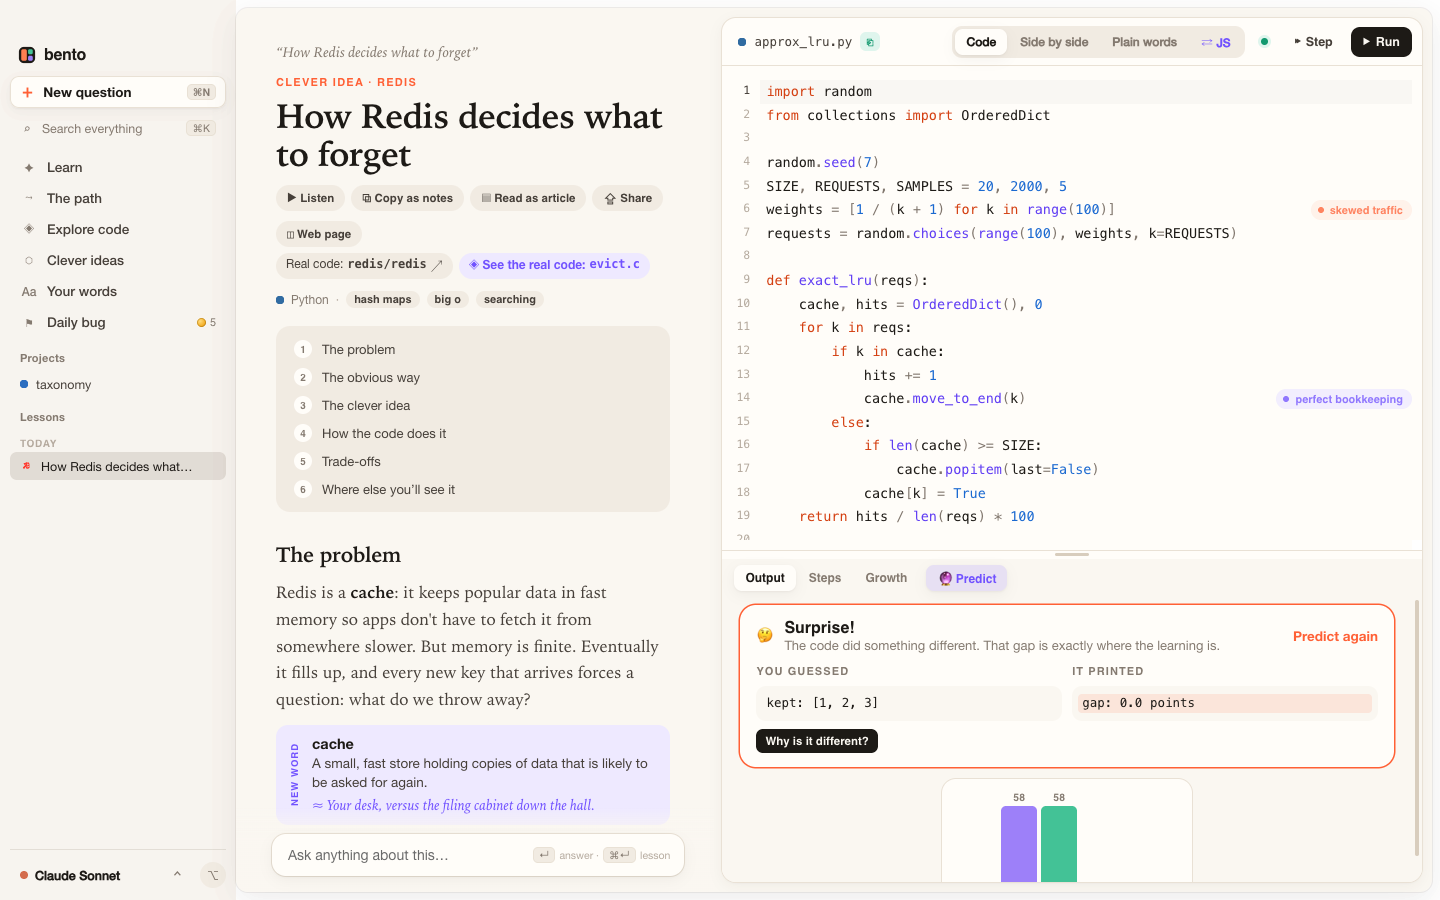 bento
New question ⌘N
Search everything ⌘K
Learn
The path
Explore code
Clever ideas
Aa Your words
Daily bug 5
Projects
taxonomy
Lessons
TODAY
How Redis decides what…
Claude Sonnet
“How Redis decides what to forget”
CLEVER IDEA · REDIS
How Redis decides what
to forget
Listen
Copy as notes
Read as article
Share
Web page
Real code: redis/redis ↗
See the real code: evict.c
Python · hash maps big o searching
1 The problem
2 The obvious way
3 The clever idea
4 How the code does it
5 Trade-offs
6 Where else you’ll see it
The problem
Redis is a cache: it keeps popular data in fast
memory so apps don't have to fetch it from
somewhere slower. But memory is finite. Eventually
it fills up, and every new key that arrives forces a
question: what do we throw away?
NEW WORD
cache
A small, fast store holding copies of data that is likely to
be asked for again.
≈ Your desk, versus the filing cabinet down the hall.
Ask anything about this… ↵ answer · ⌘↵ lesson
approx_lru.py
Code Side by side Plain words ⇄ JS
Step
Run
1 import random
2 from collections import OrderedDict
3
4 random.seed(7)
5 SIZE, REQUESTS, SAMPLES = 20, 2000, 5
6 weights = [1 / (k + 1) for k in range(100)] skewed traffic
7 requests = random.choices(range(100), weights, k=REQUESTS)
8
9 def exact_lru(reqs):
10 cache, hits = OrderedDict(), 0
11 for k in reqs:
12 if k in cache:
13 hits += 1
14 cache.move_to_end(k) perfect bookkeeping
15 else:
16 if len(cache) >= SIZE:
17 cache.popitem(last=False)
18 cache[k] = True
19 return hits / len(reqs) * 100
20
Output Steps Growth Predict
Surprise!
The code did something different. That gap is exactly where the learning is.
Predict again
YOU GUESSED
kept: [1, 2, 3]
IT PRINTED
gap: 0.0 points
Why is it different?
58 58